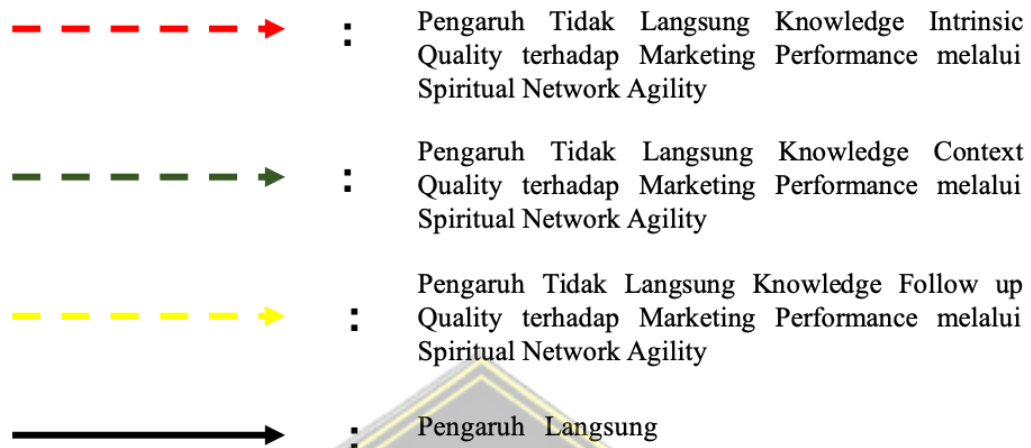 : Pengaruh Tidak Langsung Knowledge Intrinsic
Quality terhadap Marketing Performance melalui
Spiritual Network Agility
: Pengaruh Tidak Langsung Knowledge Context
Quality terhadap Marketing Performance melalui
Spiritual Network Agility
: Pengaruh Tidak Langsung Knowledge Follow up
Quality terhadap Marketing Performance melalui
Spiritual Network Agility
: Pengaruh Langsung